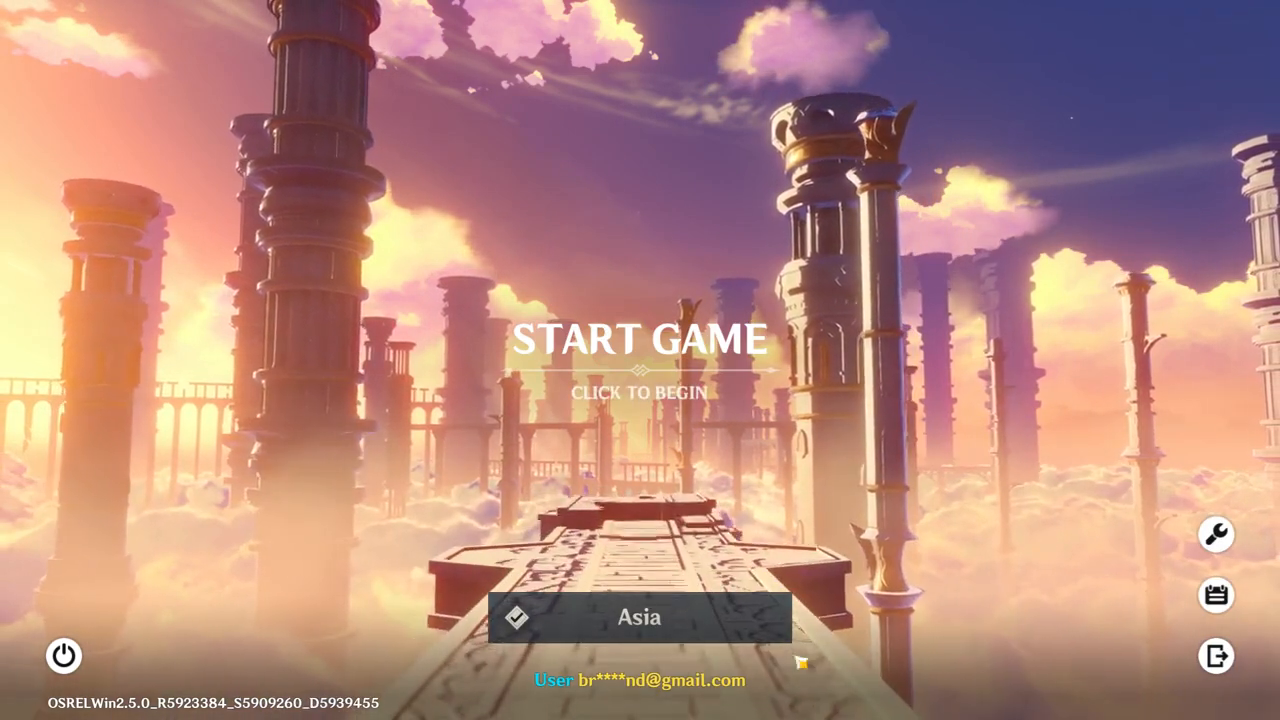 START GAME
CLICK TO BEGIN
Asia
User br****nd@gmail.com
OSRELWin2.5.0_R5923384_S5909260_D5939455